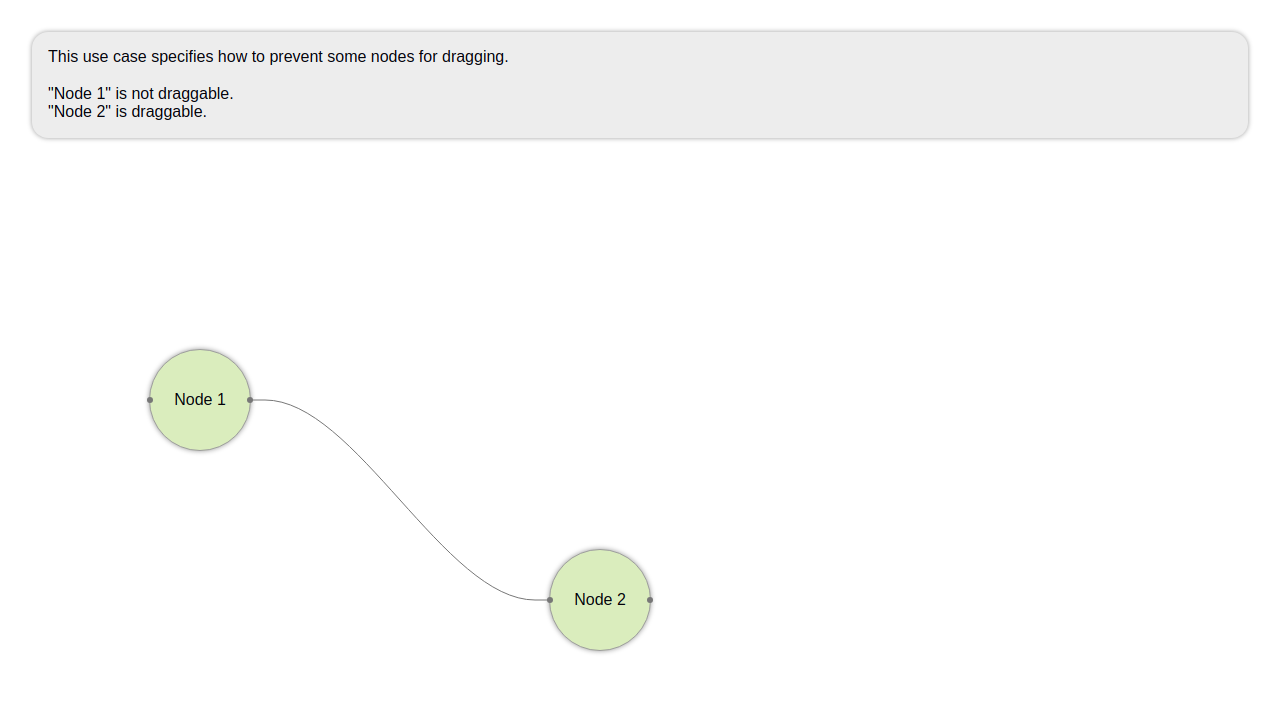 This use case specifies how to prevent some nodes for dragging.
"Node 1" is not draggable.
"Node 2" is draggable.
Node 1
Node 2